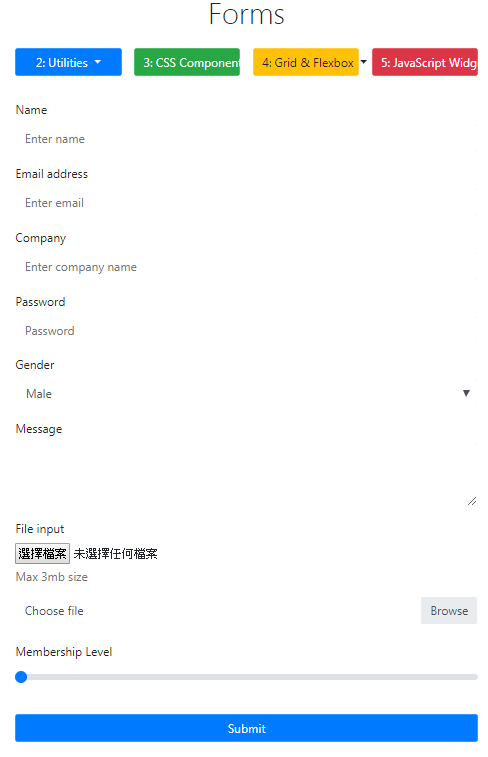 Forms
2: Utilities
3: CSS Component
4: Grid & Flexbox
5: JavaScript Widg
Name
Enter name
Email address
Enter email
Company
Enter company name
Password
Password
Gender
Male
Message
File input
選擇檔案 未選擇任何檔案
Max 3mb size
Choose file Browse
Membership Level
Submit